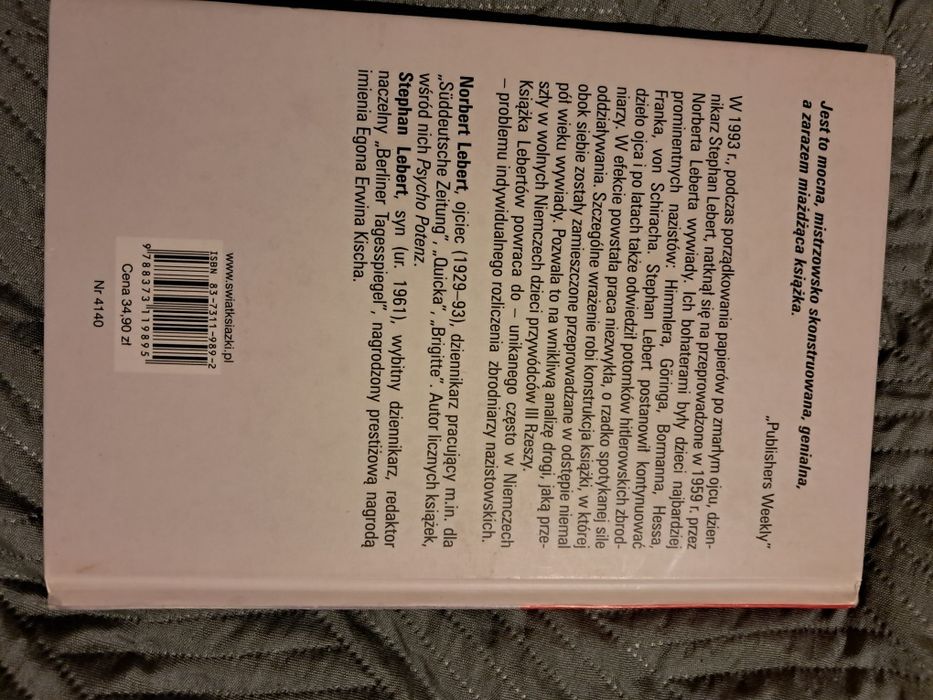 Jest to mocna, mistrzowsko skonstruowana, genialna,
a zarazem miażdżąca książka.
„Publishers Weekly”
W 1993 r., podczas porządkowania papierów po zmarłym ojcu, dzien-
nikarz Stephan Lebert, natknął się na przeprowadzone w 1959 r. przez
Norberta Leberta wywiady. Ich bohaterami były dzieci najbardziej
prominentnych nazistów: Himmlera, Göringa, Bormanna, Hessa,
Franka, von Schiracha. Stephan Lebert postanowił kontynuować
dzieło ojca i po latach także odwiedził potomków hitlerowskich zbrod-
niarzy. W efekcie powstała praca niezwykła, o rzadko spotykanej sile
oddziaływania. Szczególne wrażenie robi konstrukcja książki, w której
obok siebie zostały zamieszczone przeprowadzane w odstępie niemal
pół wieku wywiady. Pozwala to na wnikliwą analizę drogi, jaką prze-
szły w wolnych Niemczech dzieci przywódców III Rzeszy.
Książka Lebertów powraca do – unikanego często w Niemczech
– problemu indywidualnego rozliczenia zbrodniarzy nazistowskich.
Norbert Lebert, ojciec (1929–93), dziennikarz pracujący m.in. dla
„Süddeutsche Zeitung”, „Quicka”, „Brigitte”. Autor licznych książek,
wśród nich Psycho Potenz.
Stephan Lebert, syn (ur. 1961), wybitny dziennikarz, redaktor
naczelny „Berliner Tagesspiegel”, nagrodzony prestiżową nagrodą
imienia Egona Erwina Kischa.
www.swiatksiazki.pl
ISBN 83-7311-989-2
9 788373 119895
Cena 34,90 zł
Nr 4140